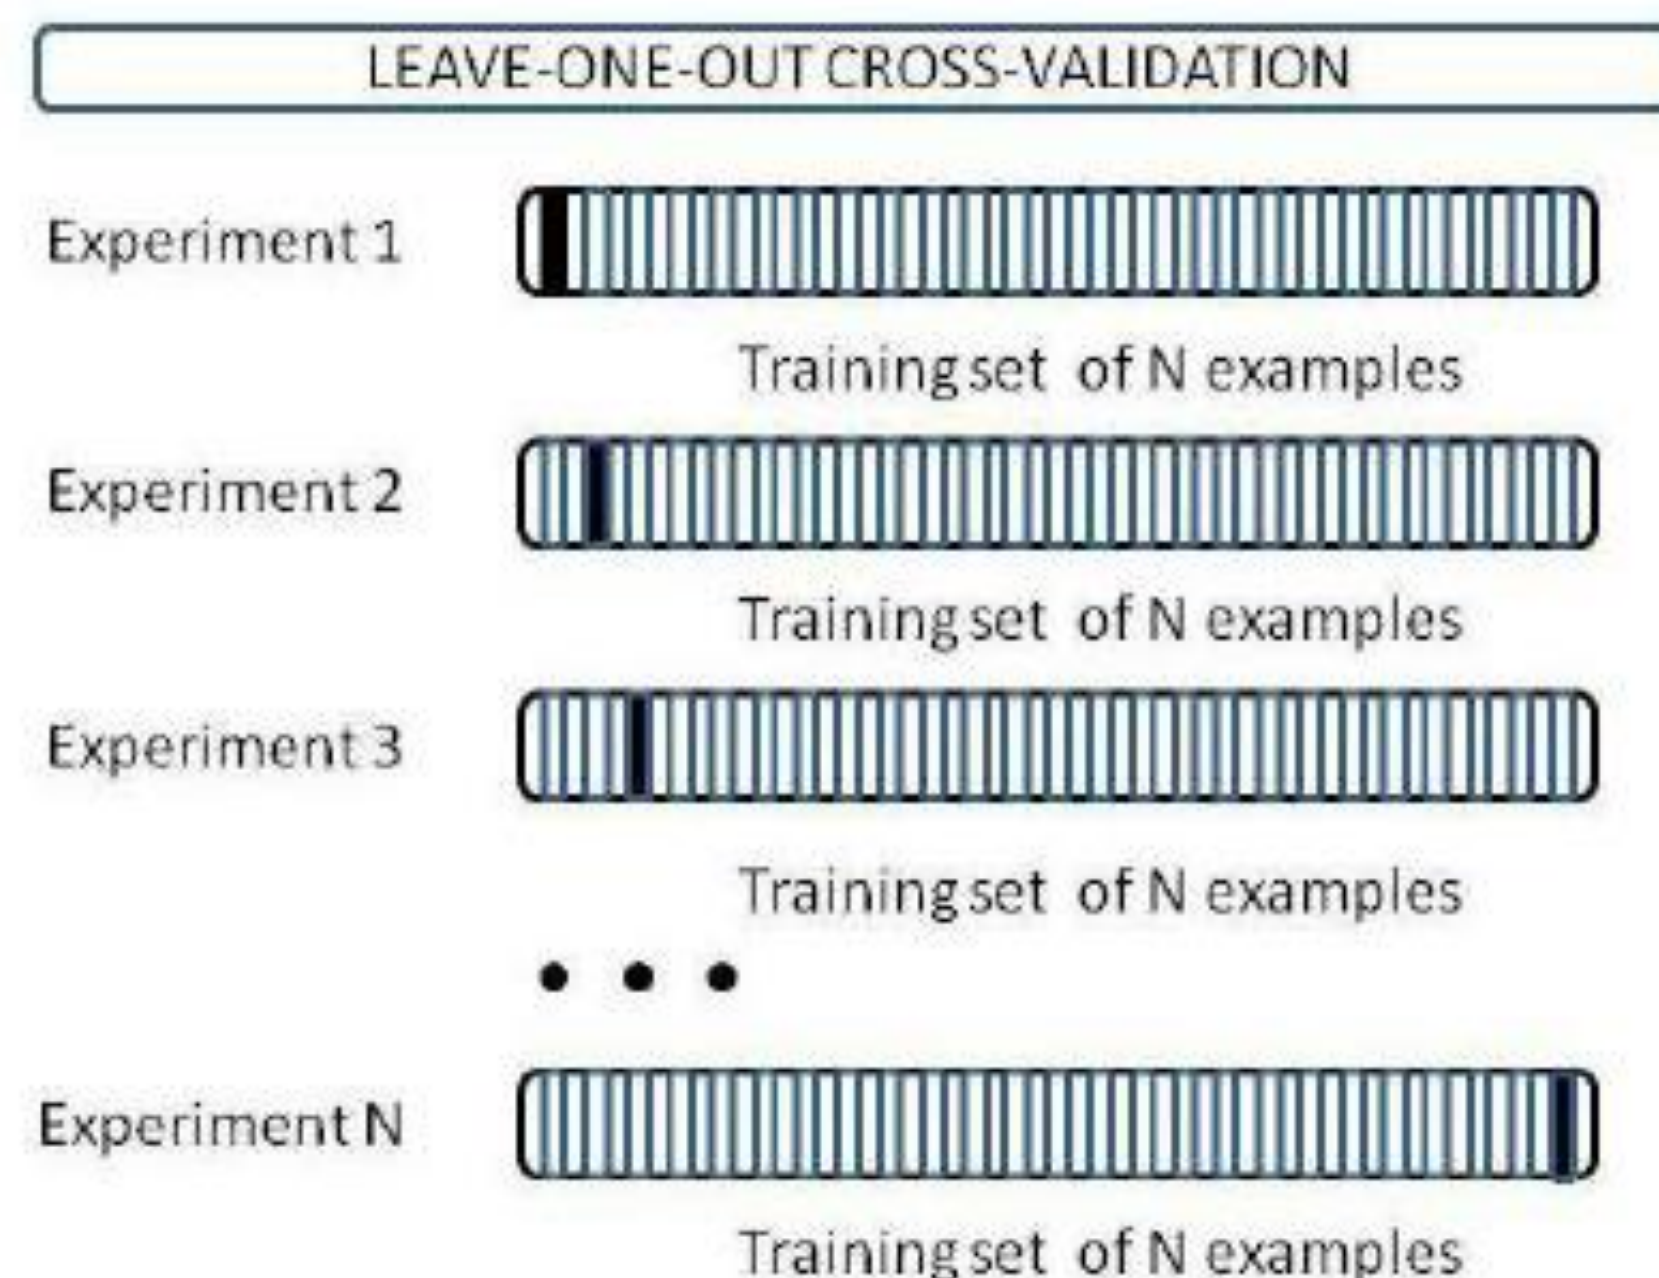 LEAVE-ONE-OUT CROSS-VALIDATION
Experiment 1
Training set of N examples
Experiment 2
Training set of N examples
Experiment 3
Training set of N examples
Experiment N
Training set of N examples